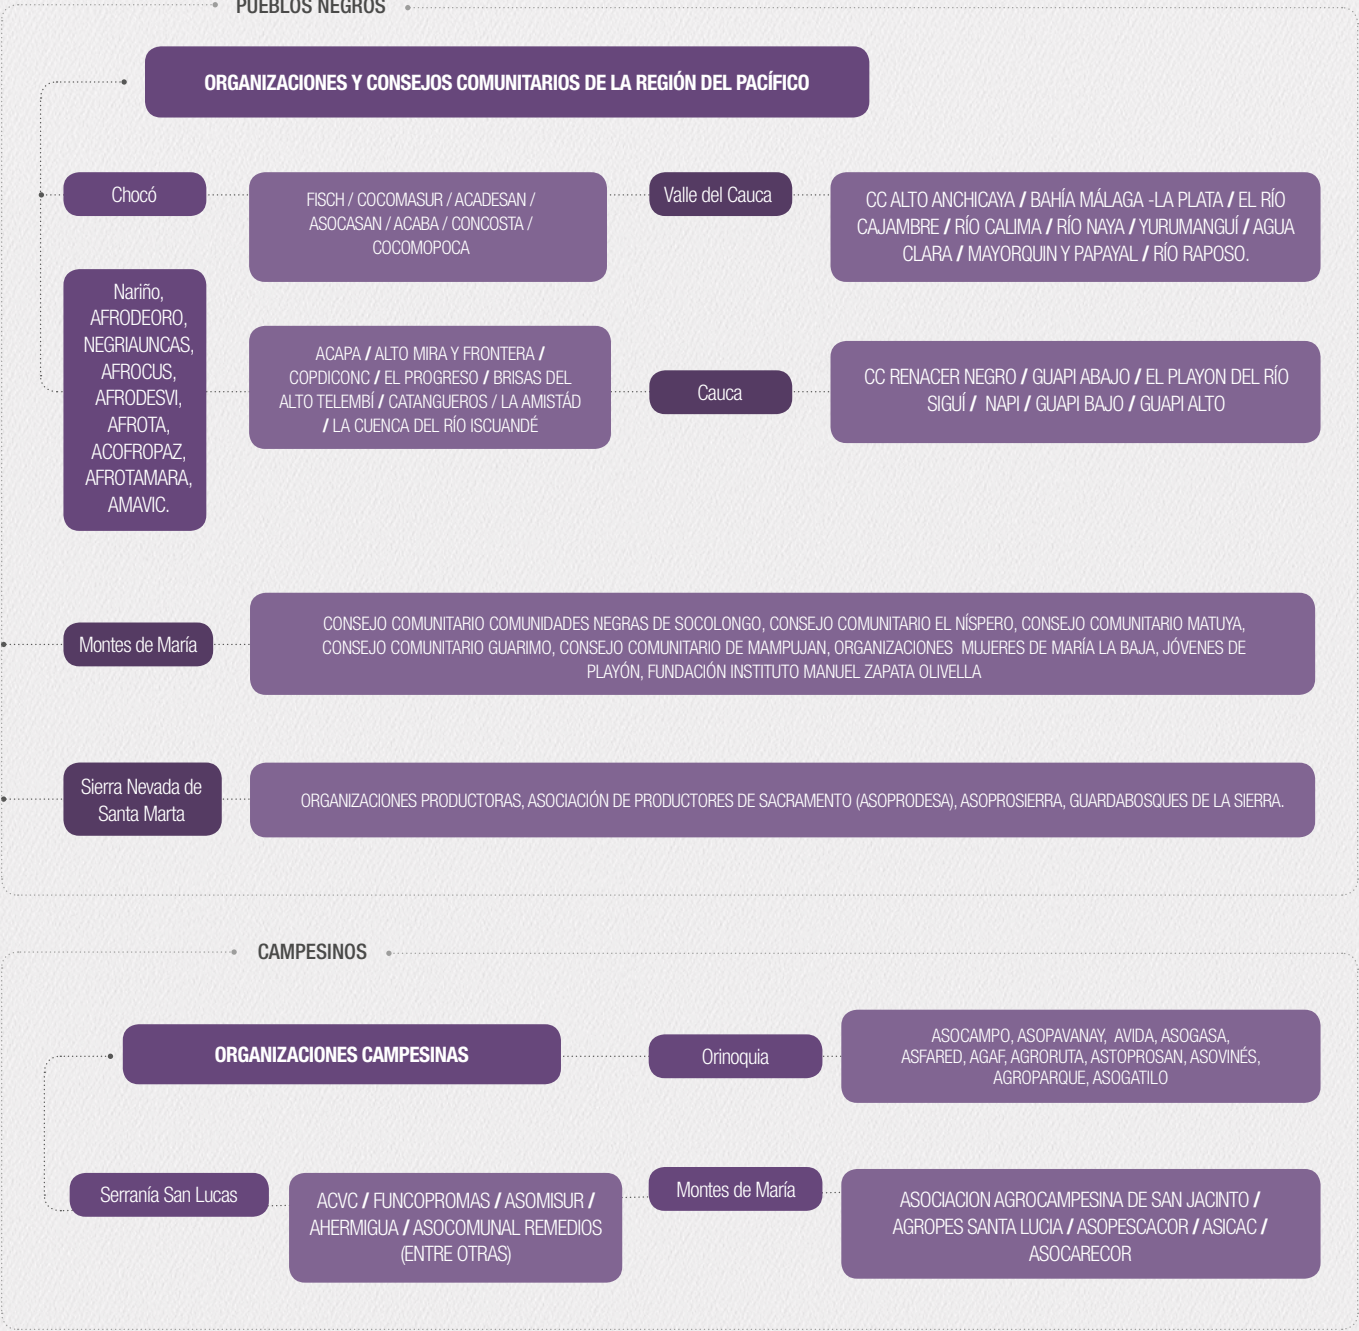 PUEBLOS NEGROS
ORGANIZACIONES Y CONSEJOS COMUNITARIOS DE LA REGIÓN DEL PACÍFICO
Chocó
FISCH / COCOMASUR / ACADESAN /
ASOCASAN / ACABA / CONCOSTA /
COCOMOPOCA
Valle del Cauca
CC ALTO ANCHICAYA / BAHÍA MÁLAGA -LA PLATA / EL RÍO
CAJAMBRE / RÍO CALIMA / RÍO NAYA / YURUMANGUÍ / AGUA
CLARA / MAYORQUIN Y PAPAYAL / RÍO RAPOSO.
Nariño,
AFRODEORO,
NEGRIAUNCAS,
AFROCUS,
AFRODESVI,
AFROTA,
ACOFROPAZ,
AFROTAMARA,
AMAVIC.
ACAPA / ALTO MIRA Y FRONTERA /
COPDICONC / EL PROGRESO / BRISAS DEL
ALTO TELEMBÍ / CATANGUEROS / LA AMISTÁD
/ LA CUENCA DEL RÍO ISCUANDÉ
Cauca
CC RENACER NEGRO / GUAPI ABAJO / EL PLAYON DEL RÍO
SIGUÍ / NAPI / GUAPI BAJO / GUAPI ALTO
Montes de María
CONSEJO COMUNITARIO COMUNIDADES NEGRAS DE SOCOLONGO, CONSEJO COMUNITARIO EL NÍSPERO, CONSEJO COMUNITARIO MATUYA,
CONSEJO COMUNITARIO GUARIMO, CONSEJO COMUNITARIO DE MAMPUJAN, ORGANIZACIONES MUJERES DE MARÍA LA BAJA, JÓVENES DE
PLAYÓN, FUNDACIÓN INSTITUTO MANUEL ZAPATA OLIVELLA
Sierra Nevada de
Santa Marta
ORGANIZACIONES PRODUCTORAS, ASOCIACIÓN DE PRODUCTORES DE SACRAMENTO (ASOPRODESA), ASOPROSIERRA, GUARDABOSQUES DE LA SIERRA.
CAMPESINOS
ORGANIZACIONES CAMPESINAS
Orinoquia
ASOCAMPO, ASOPAVANAY, AVIDA, ASOGASA,
ASFARED, AGAF, AGRORUTA, ASTOPROSAN, ASOVINÉS,
AGROPARQUE, ASOGATILO
Serranía San Lucas
ACVC / FUNCOPROMAS / ASOMISUR /
AHERMIGUA / ASOCOMUNAL REMEDIOS
(ENTRE OTRAS)
Montes de María
ASOCIACION AGROCAMPESINA DE SAN JACINTO /
AGROPES SANTA LUCIA / ASOPESCACOR / ASICAC /
ASOCARECOR